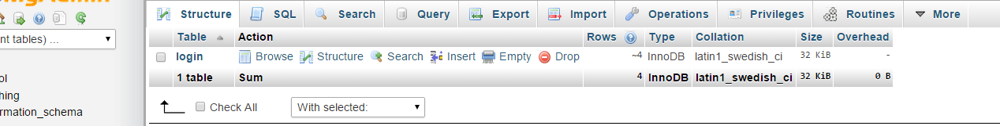 Structure SQL Search Query Export Import Operations Privileges Routines More
nt tables) ...
Table Action Rows Type Collation Size Overhead
login Browse Structure Search Insert Empty Drop ~4 InnoDB latin1_swedish_ci 32 KiB -
1 table Sum 4 InnoDB latin1_swedish_ci 32 KiB 0 B
ol
hing
rmation_schema
Check All With selected: